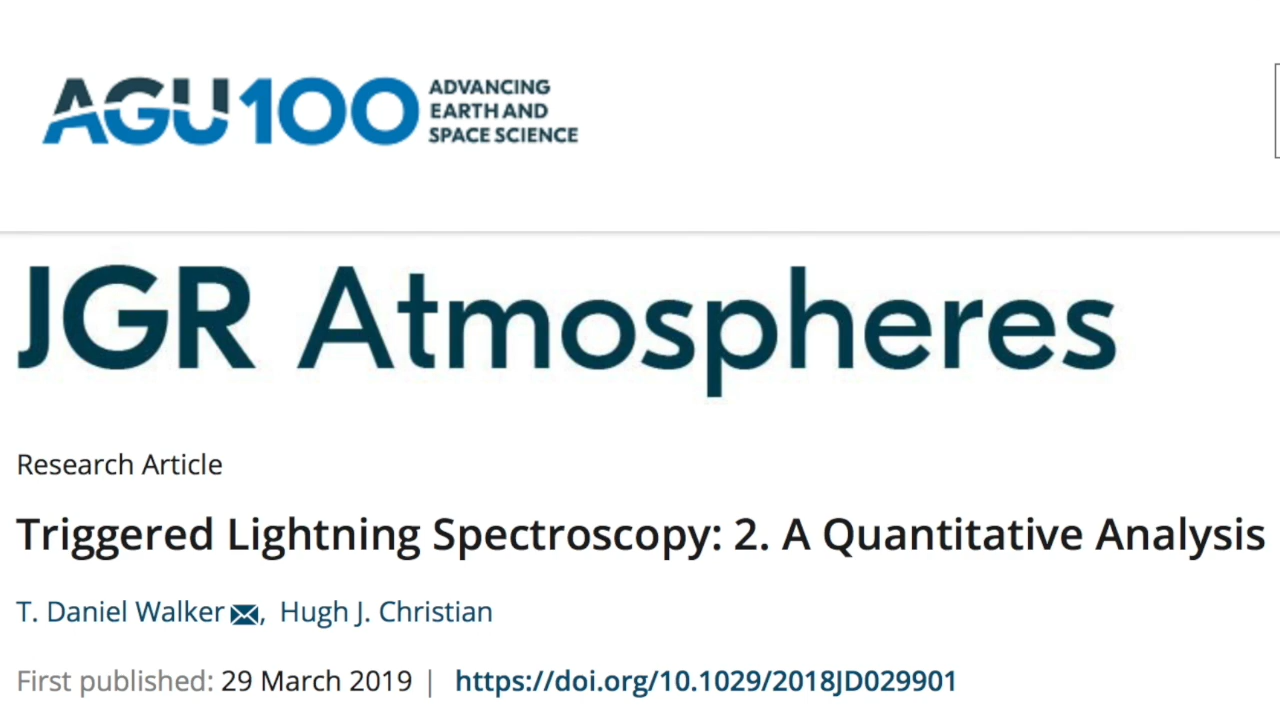 AGU100 ADVANCING
EARTH AND
SPACE SCIENCE
JGR Atmospheres
Research Article
Triggered Lightning Spectroscopy: 2. A Quantitative Analysis
T. Daniel Walker, Hugh J. Christian
First published: 29 March 2019 | https://doi.org/10.1029/2018JD029901